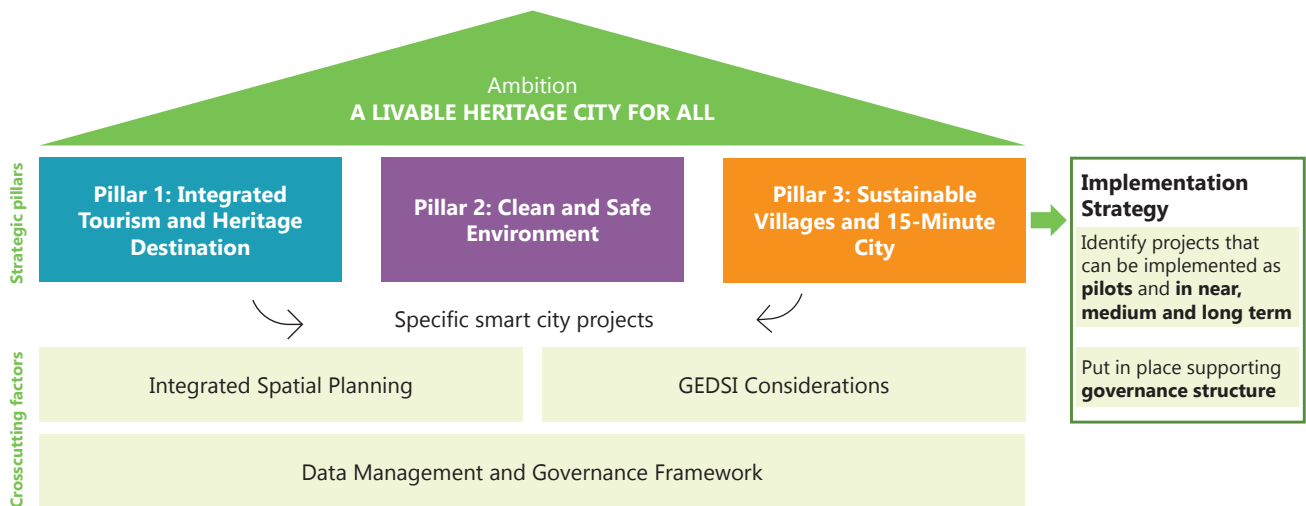 Ambition
A LIVABLE HERITAGE CITY FOR ALL
Strategic pillars
Pillar 1: Integrated
Tourism and Heritage
Destination
Pillar 2: Clean and Safe
Environment
Pillar 3: Sustainable
Villages and 15-Minute
City
Implementation
Strategy
Identify projects that
can be implemented as
pilots and in near,
medium and long term
Put in place supporting
governance structure
Specific smart city projects
Crosscutting factors
Integrated Spatial Planning
GEDSI Considerations
Data Management and Governance Framework